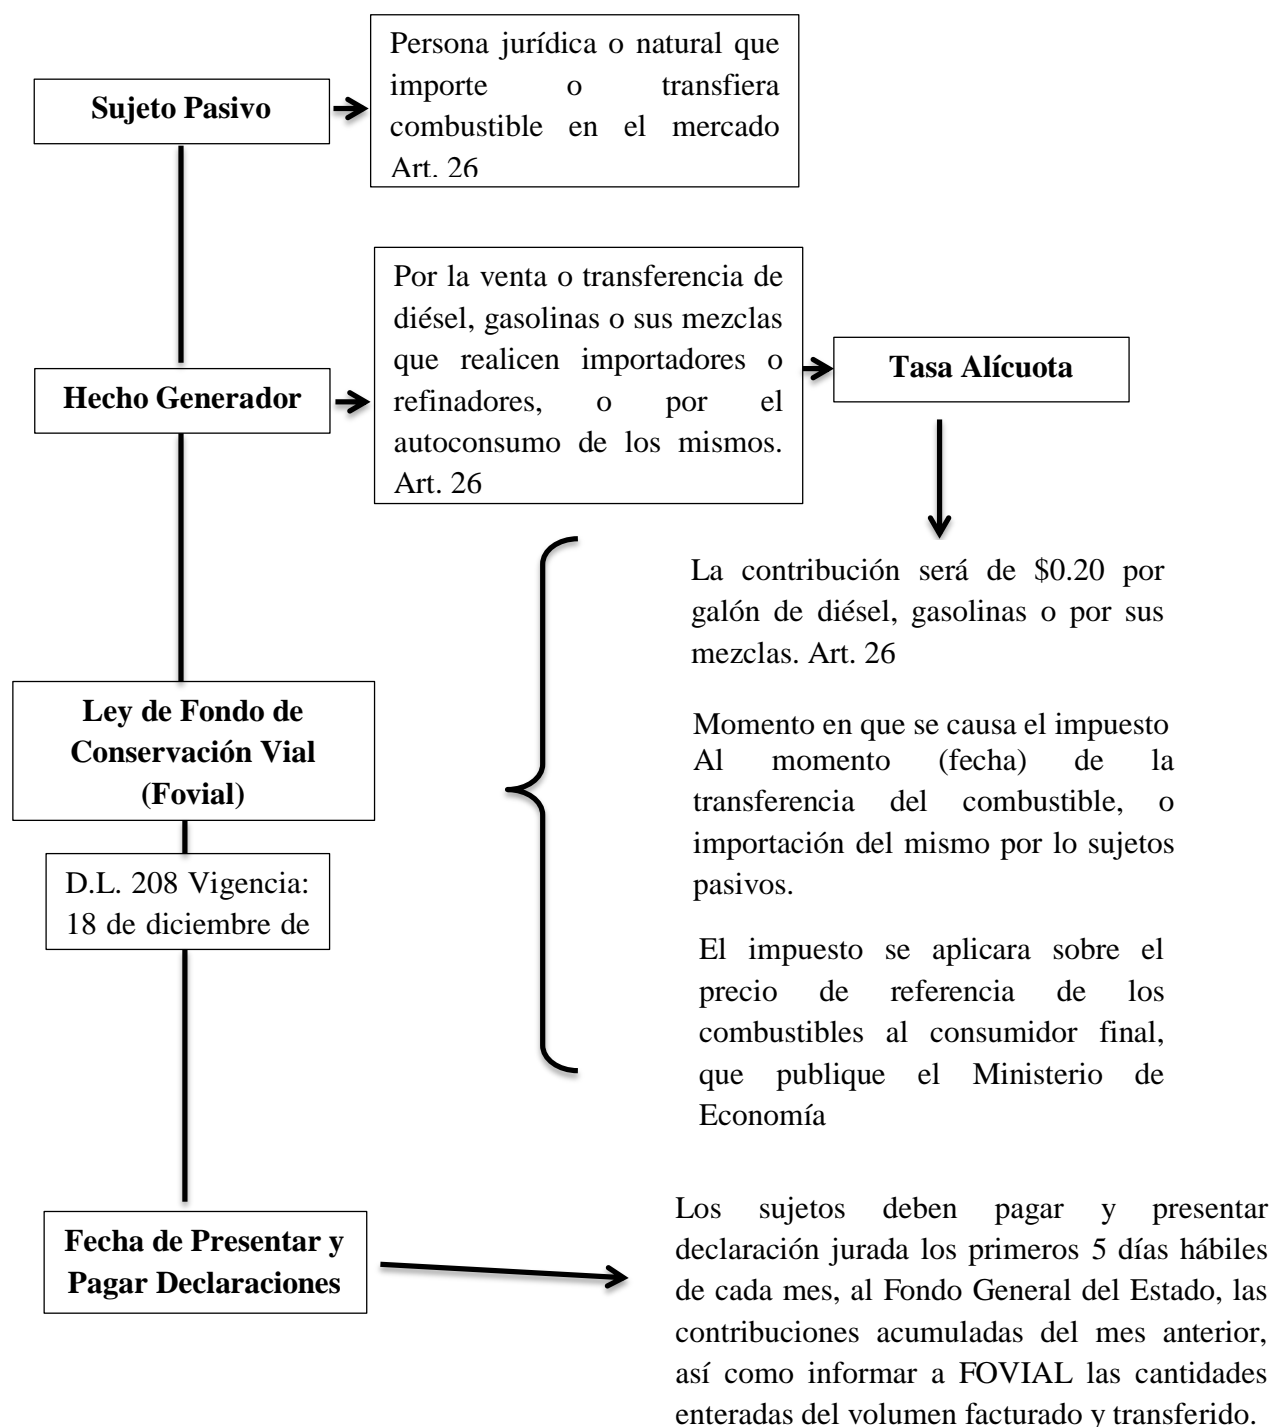 Sujeto Pasivo
Persona jurídica o natural que
importe o transfiera
combustible en el mercado
Art. 26
Hecho Generador
Por la venta o transferencia de
diésel, gasolinas o sus mezclas
que realicen importadores o
refinadores, o por el
autoconsumo de los mismos.
Art. 26
Tasa Alícuota
La contribución será de $0.20 por
galón de diésel, gasolinas o por sus
mezclas. Art. 26
Momento en que se causa el impuesto
Al momento (fecha) de la
transferencia del combustible, o
importación del mismo por lo sujetos
pasivos.
El impuesto se aplicara sobre el
precio de referencia de los
combustibles al consumidor final,
que publique el Ministerio de
Economía
Ley de Fondo de
Conservación Vial
(Fovial)
D.L. 208 Vigencia:
18 de diciembre de
Fecha de Presentar y
Pagar Declaraciones
Los sujetos deben pagar y presentar
declaración jurada los primeros 5 días hábiles
de cada mes, al Fondo General del Estado, las
contribuciones acumuladas del mes anterior,
así como informar a FOVIAL las cantidades
enteradas del volumen facturado y transferido.